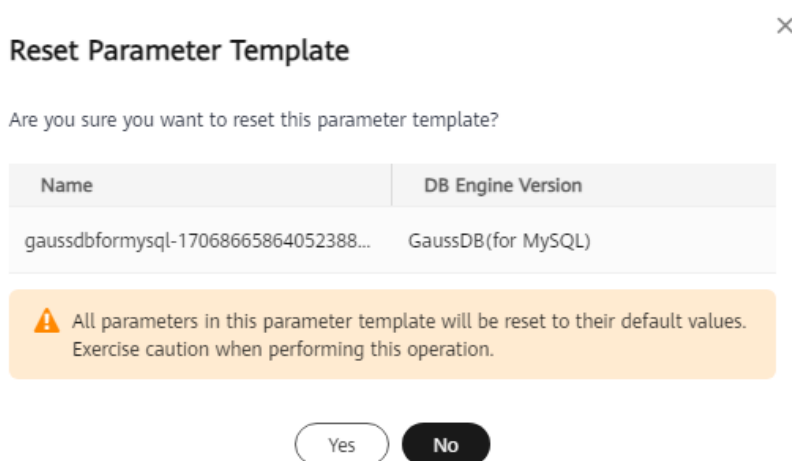 Reset Parameter Template
Are you sure you want to reset this parameter template?
Name DB Engine Version
gaussdbformysql-17068665864052388... GaussDB(for MySQL)
All parameters in this parameter template will be reset to their default values.
Exercise caution when performing this operation.
Yes No